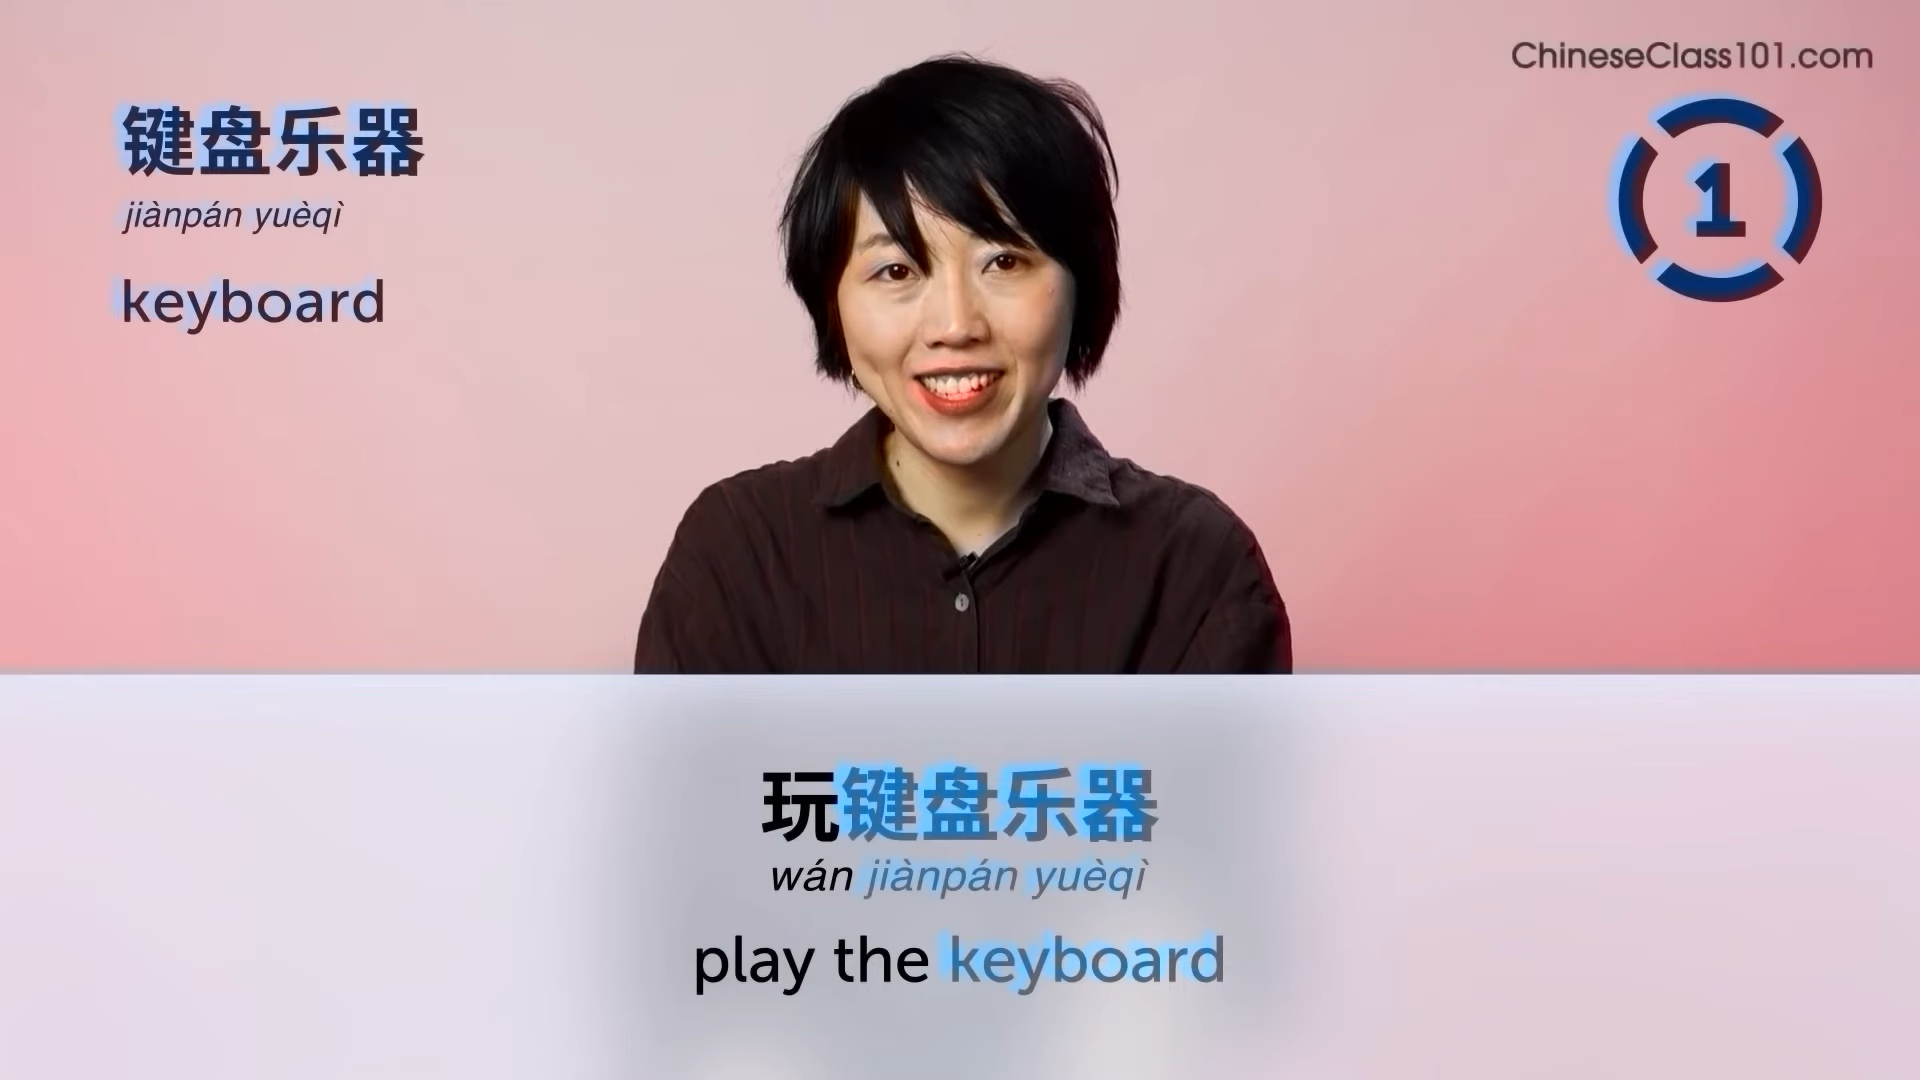 ChineseClass101.com
键盘乐器
jiànpán yuèqì
keyboard
1
玩键盘乐器
wán jiànpán yuèqì
play the keyboard